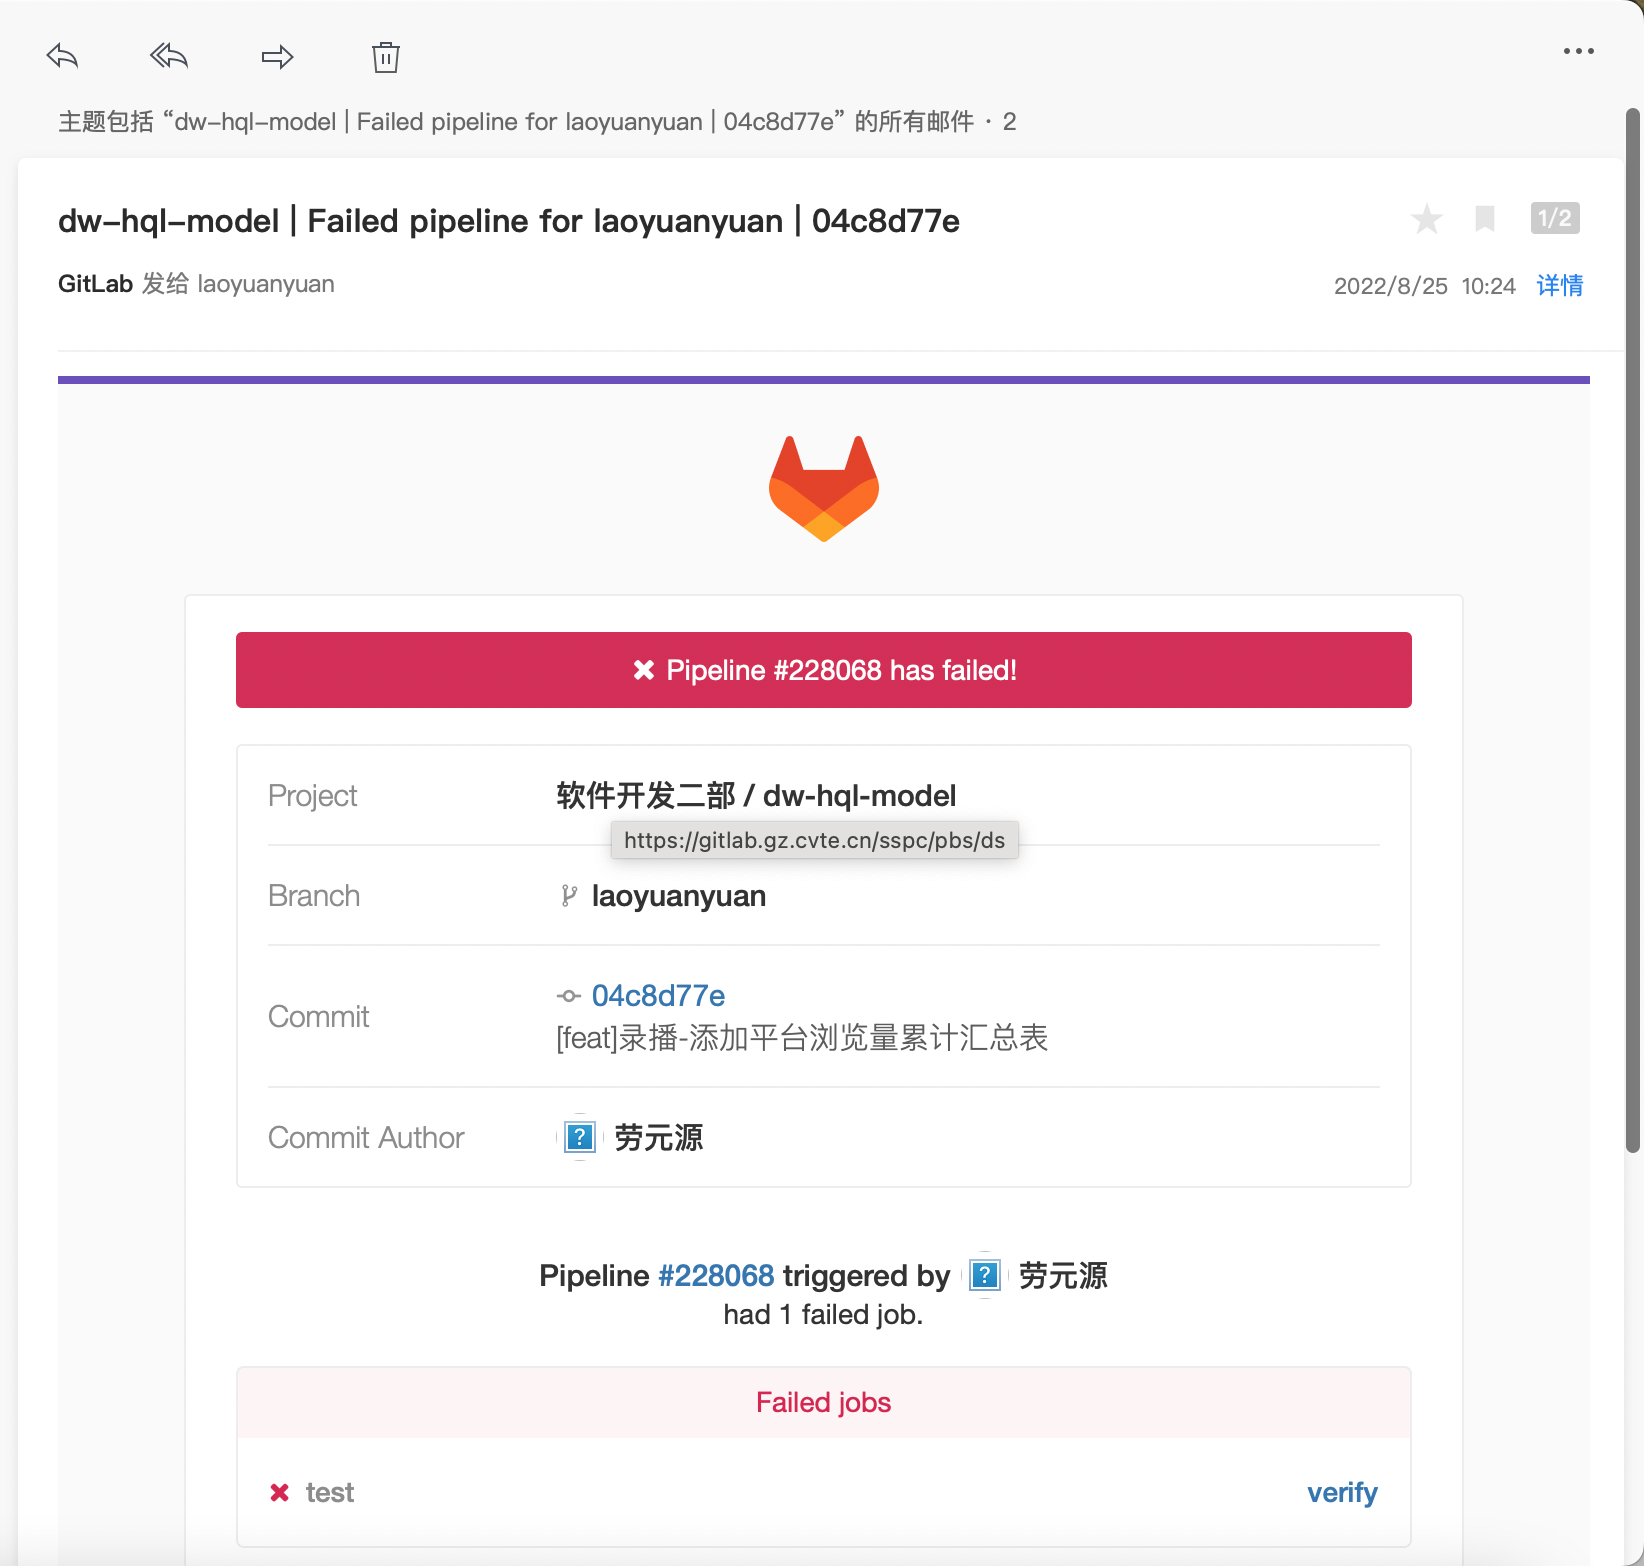 主题包括 “dw-hql-model | Failed pipeline for laoyuanyuan | 04c8d77e” 的所有邮件 · 2
dw-hql-model | Failed pipeline for laoyuanyuan | 04c8d77e
1/2
GitLab 发给 laoyuanyuan
2022/8/25 10:24 详情
Pipeline #228068 has failed!
Project 软件开发二部 / dw-hql-model
https://gitlab.gz.cvte.cn/sspc/pbs/ds
Branch laoyuanyuan
04c8d77e
Commit
[feat]录播-添加平台浏览量累计汇总表
Commit Author 劳元源
Pipeline #228068 triggered by 劳元源
had 1 failed job.
Failed jobs
test verify